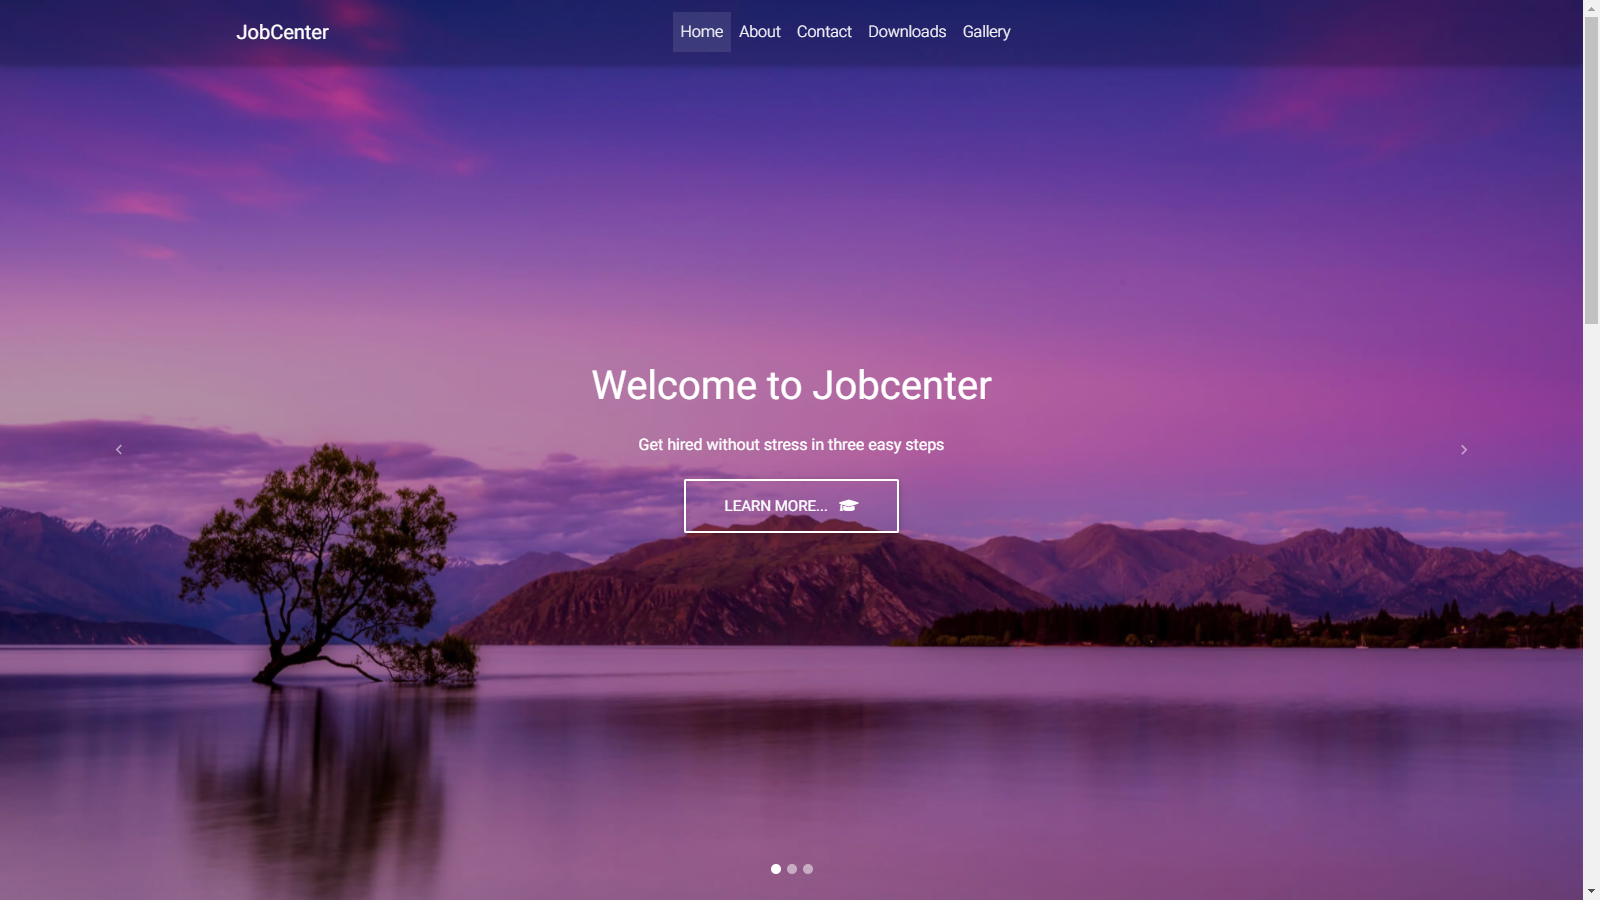 JobCenter
Home About Contact Downloads Gallery
Welcome to Jobcenter
Get hired without stress in three easy steps
LEARN MORE...